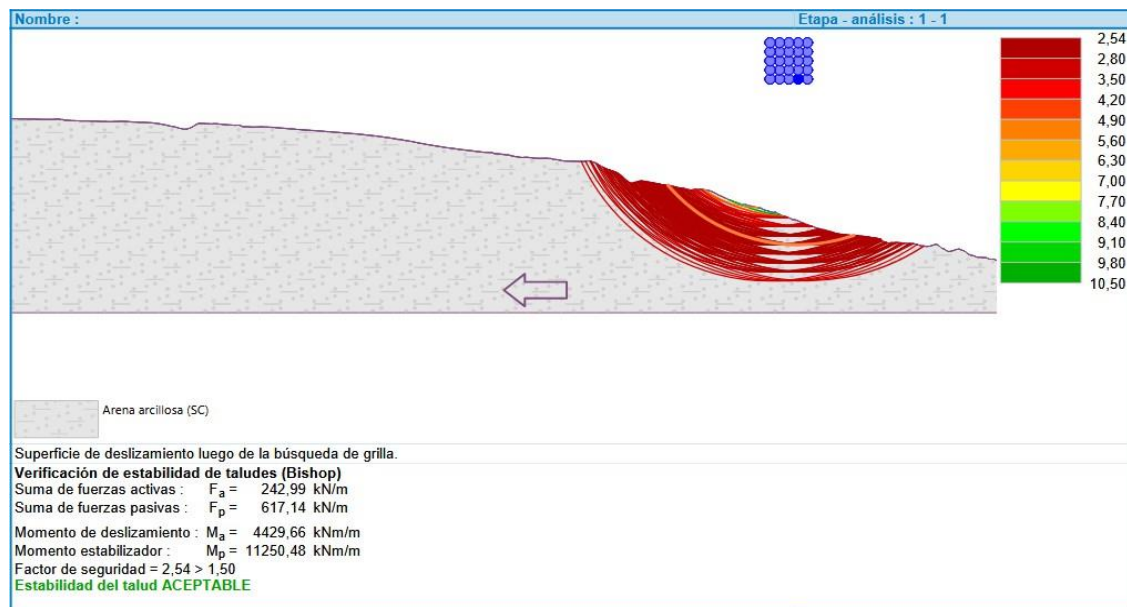 Nombre :
Etapa - análisis : 1 - 1
2,54
2,80
3,50
4,20
4,90
5,60
6,30
7,00
7,70
8,40
9,10
9,80
10,50
Arena arcillosa (SC)
Superficie de deslizamiento luego de la búsqueda de grilla.
Verificación de estabilidad de taludes (Bishop)
Suma de fuerzas activas : Fa = 242,99 kN/m
Suma de fuerzas pasivas : Fp = 617,14 kN/m
Momento de deslizamiento : Ma = 4429,66 kNm/m
Momento estabilizador : Mp = 11250,48 kNm/m
Factor de seguridad = 2,54 > 1,50
Estabilidad del talud ACEPTABLE